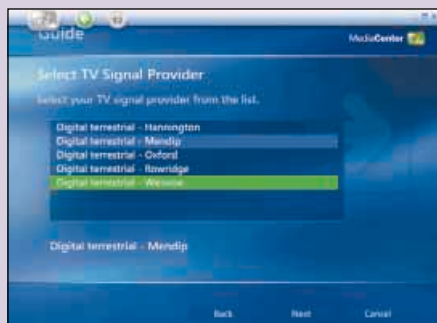 Guide
MediaCenter
Select TV Signal Provider
Select your TV signal provider from the list.
Digital terrestrial - Hannington
Digital terrestrial - Mendip
Digital terrestrial - Oxford
Digital terrestrial - Rowridge
Digital terrestrial -
Digital terrestrial - Mendip
Back Next Cancel